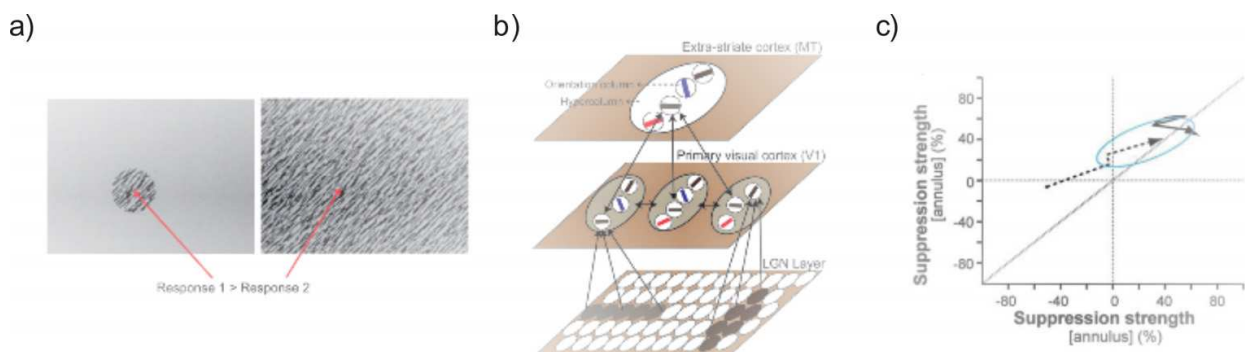 a)
Response 1 > Response 2
b)
Extra-striate cortex (MT)
Orientation column
Hypercolumn
Primary visual cortex (V1)
LGN Layer
c)
Suppression strength
[annulus] (%)
80
40
0
-40
-80
-80 -40 0 40 80
Suppression strength
[annulus] (%)